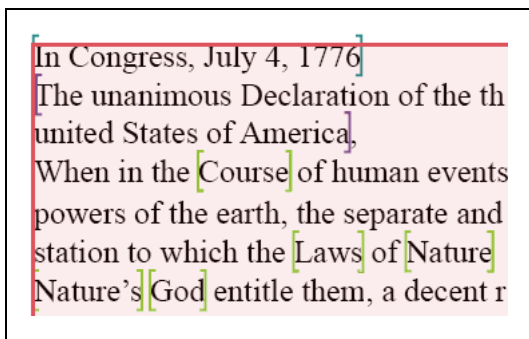 In Congress, July 4, 1776
The unanimous Declaration of the th
united States of America,
When in the Course of human events
powers of the earth, the separate and
station to which the Laws of Nature
Nature’s God entitle them, a decent r